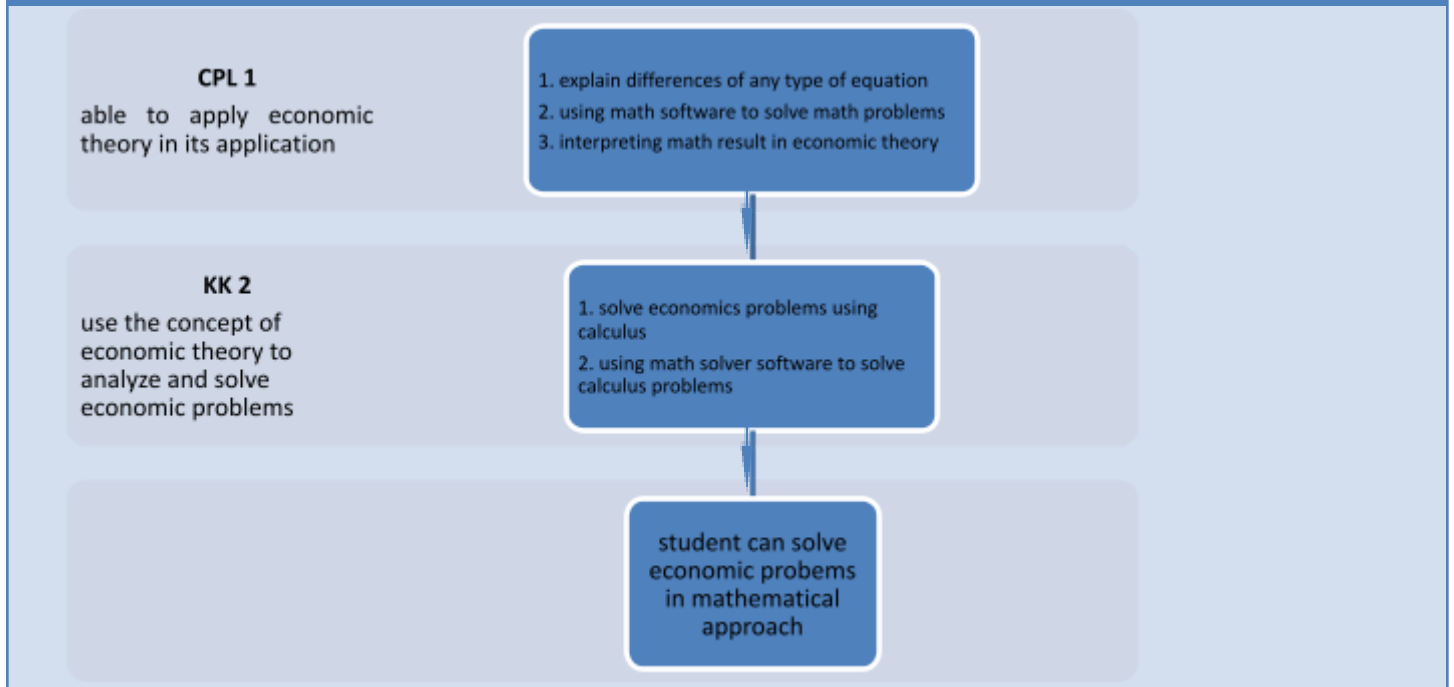 CPL 1
able to apply economic
theory in its application
1. explain differences of any type of equation
2. using math software to solve math problems
3. interpreting math result in economic theory
KK 2
use the concept of
economic theory to
analyze and solve
economic problems
1. solve economics problems using
calculus
2. using math solver software to solve
calculus problems
student can solve
economic probems
in mathematical
approach